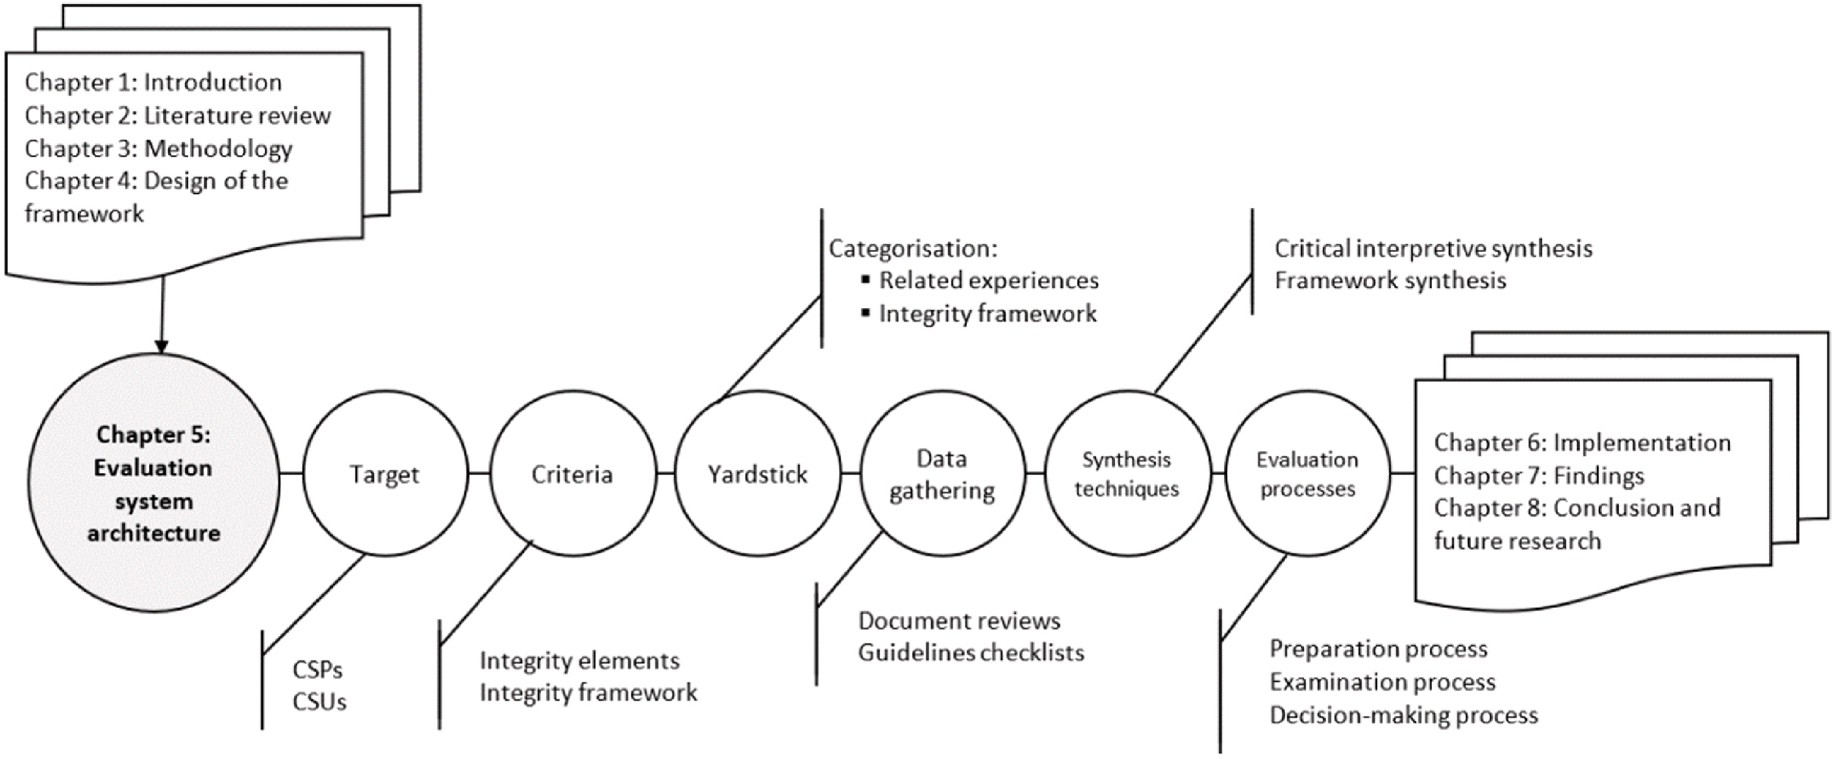 Chapter 1: Introduction
Chapter 2: Literature review
Chapter 3: Methodology
Chapter 4: Design of the
framework
Categorisation:
▪ Related experiences
▪ Integrity framework
Critical interpretive synthesis
Framework synthesis
Chapter 5:
Evaluation
system
architecture
Target
Criteria
Yardstick
Data
gathering
Synthesis
techniques
Evaluation
processes
Chapter 6: Implementation
Chapter 7: Findings
Chapter 8: Conclusion and
future research
CSPs
CSUs
Integrity elements
Integrity framework
Document reviews
Guidelines checklists
Preparation process
Examination process
Decision-making process